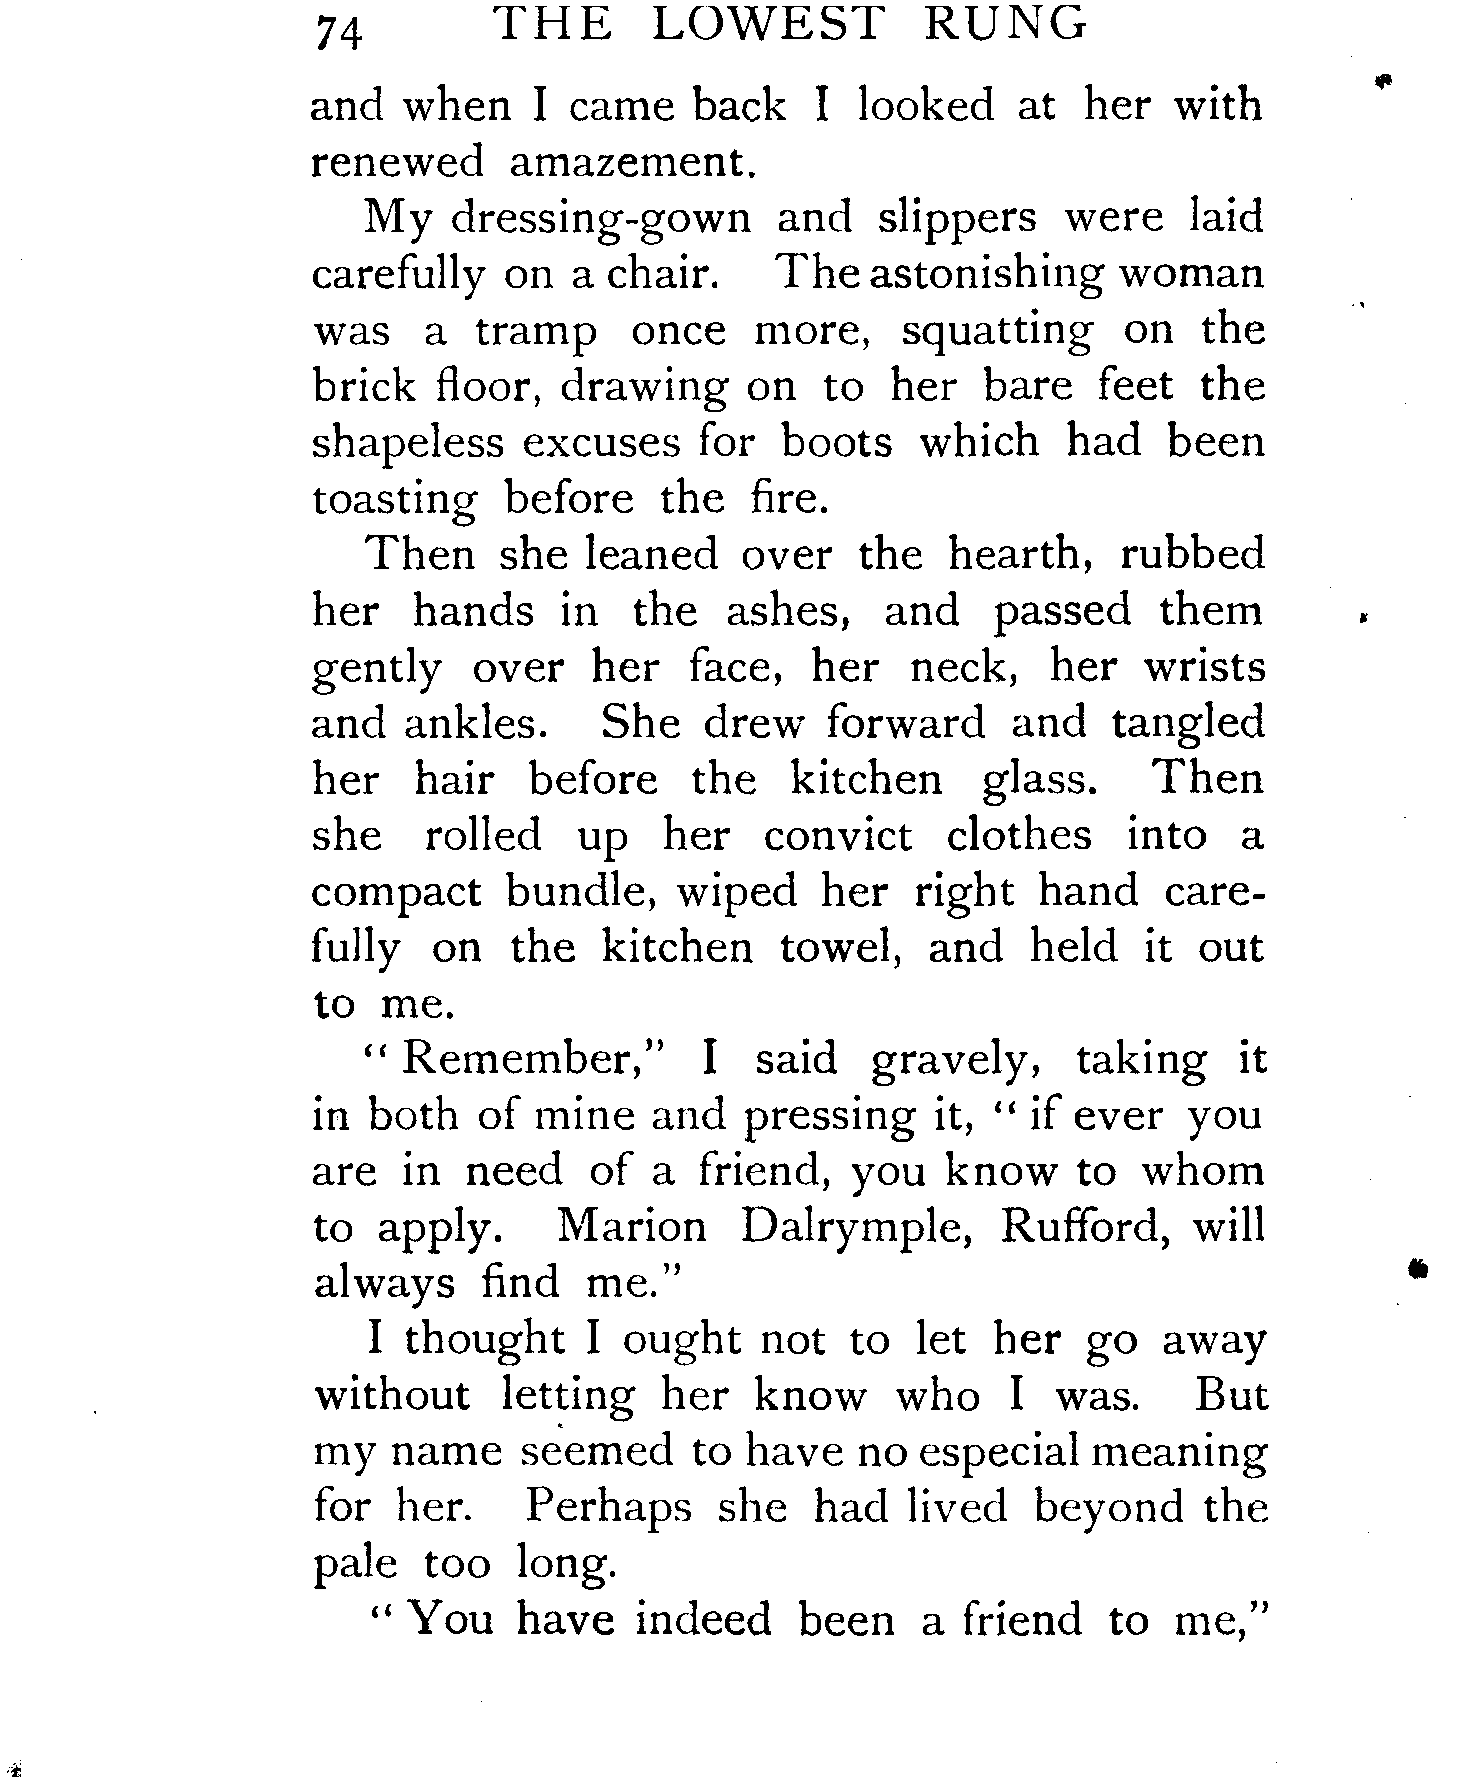 74 THE LOWEST RUNG
and when I came back I looked at her with
renewed amazement.
My dressing-gown and slippers were laid
carefully on a chair. The astonishing woman
was a tramp once more, squatting on the
brick floor, drawing on to her bare feet the
shapeless excuses for boots which had been
toasting before the fire.
Then she leaned over the hearth, rubbed
her hands in the ashes, and passed them
gently over her face, her neck, her wrists
and ankles. She drew forward and tangled
her hair before the kitchen glass. Then
she rolled up her convict clothes into a
compact bundle, wiped her right hand care-
fully on the kitchen towel, and held it out
to me.
“ Remember,” I said gravely, taking it
in both of mine and pressing it, “ if ever you
are in need of a friend, you know to whom
to apply. Marion Dalrymple, Rufford, will
always find me.”
I thought I ought not to let her go away
without letting her know who I was. But
my name seemed to have no especial meaning
for her. Perhaps she had lived beyond the
pale too long.
“ You have indeed been a friend to me,”